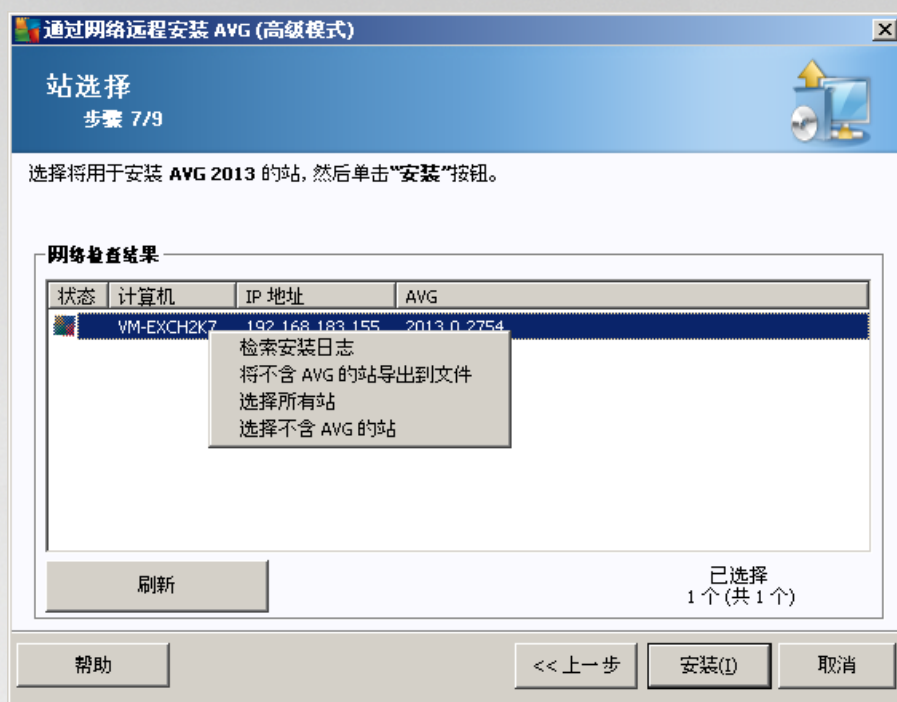 通过网络远程安装 AVG (高级模式)
站选择
步骤 7/9
选择将用于安装 AVG 2013 的站, 然后单击“安装”按钮。
网络检查结果
状态 计算机 IP 地址 AVG
VM-EXCH2K7 192.168.183.155 2013.0.2754
检索安装日志
将不含 AVG 的站导出到文件
选择所有站
选择不含 AVG 的站
刷新
已选择
1 个 (共 1 个)
帮助 << 上一步 安装(I) 取消